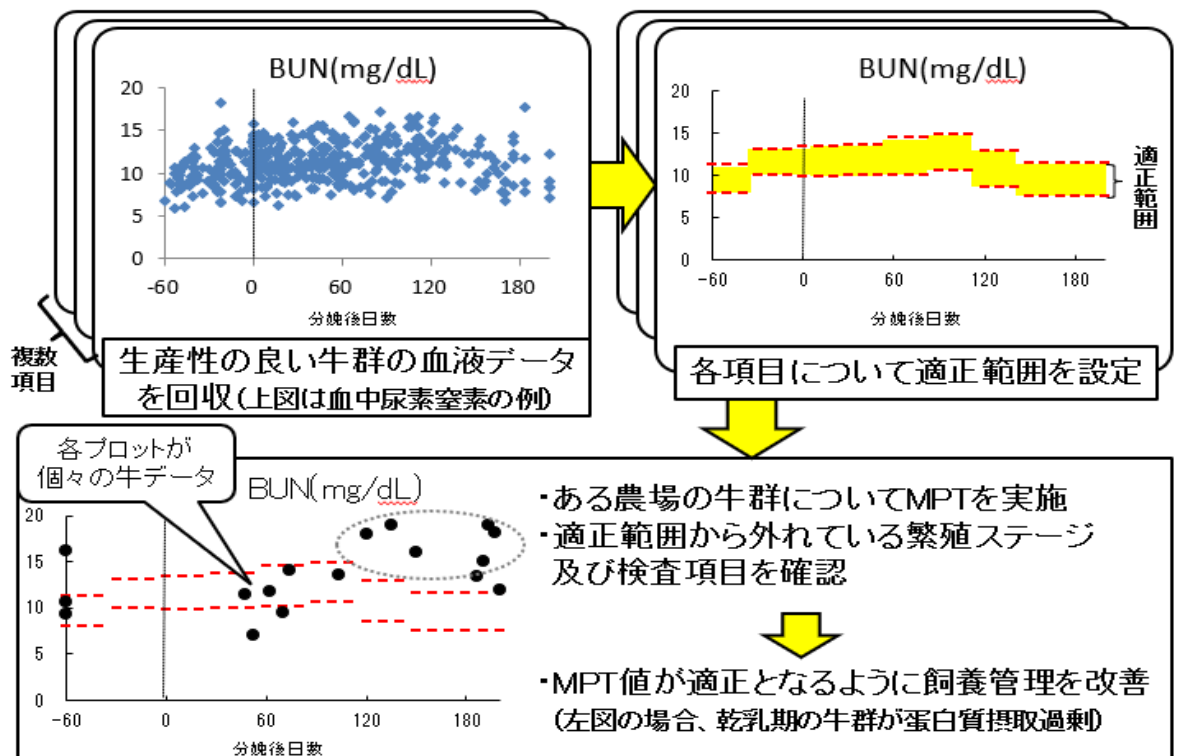 BUN(mg/dL)
20
15
10
5
0
-60 0 60 120 180
分娩後日数
複数
項目
生産性の良い牛群の血液データ
を回収(上図は血中尿素窒素の例)
BUN(mg/dL)
20
15
10
5
0
-60 0 60 120 180
分娩後日数
適正範囲
各項目について適正範囲を設定
各プロットが
個々の牛データ
BUN(mg/dL)
20
15
10
5
0
-60 0 60 120 180
分娩後日数
・ある農場の牛群についてMPTを実施
・適正範囲から外れている繁殖ステージ
及び検査項目を確認
・MPT値が適正となるように飼養管理を改善
(左図の場合、乾乳期の牛群が蛋白質摂取過剰)